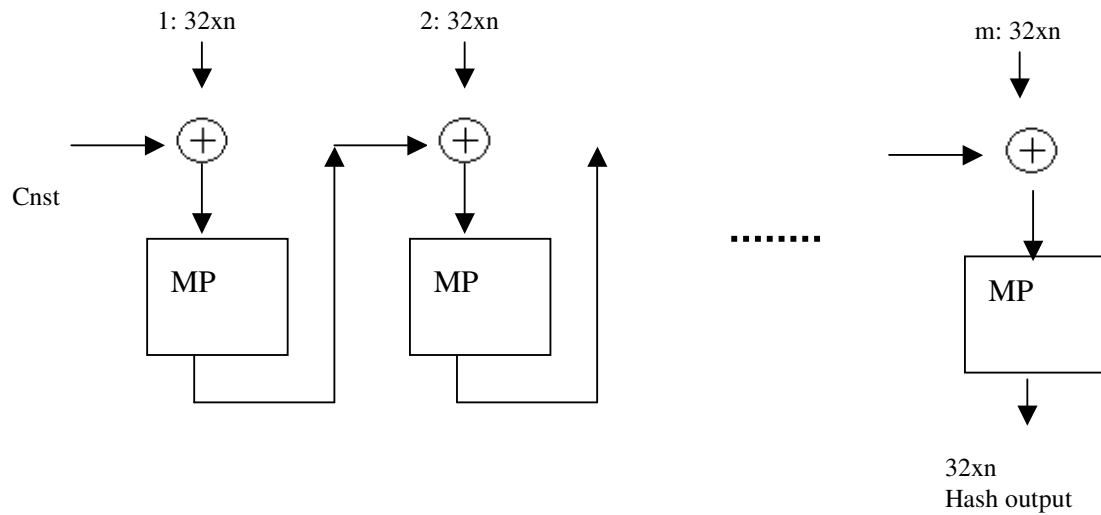 1: 32xn
2: 32xn
m: 32xn
Cnst
MP
MP
MP
32xn
Hash output